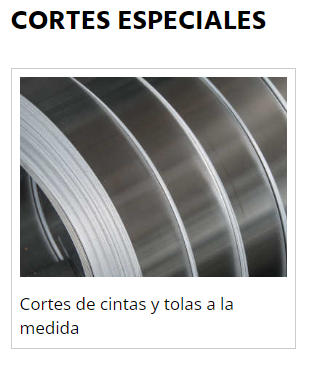 CORTES ESPECIALES
Cortes de cintas y tolas a la
medida